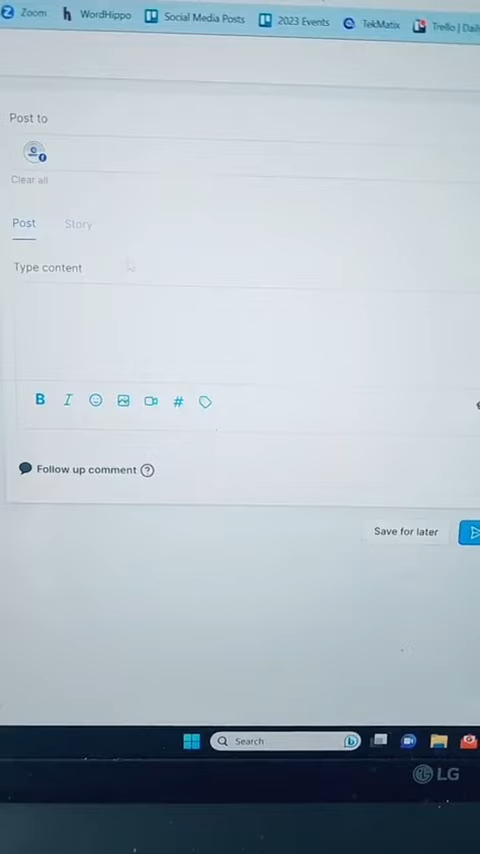 Zoom WordHippo Social Media Posts 2023 Events TekMatix Trello | Dail
Post to
Clear all
Post Story
Type content
B I #
Follow up comment ?
Save for later
Search b
LG